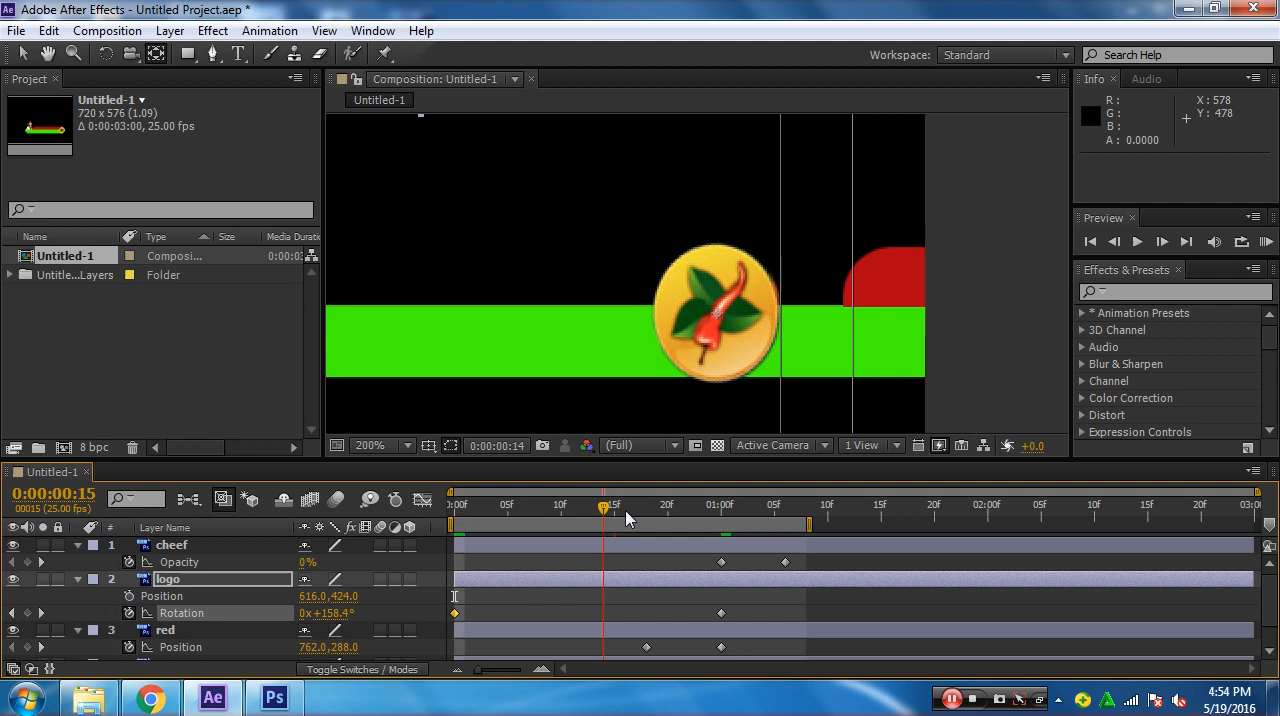 Adobe After Effects - Untitled Project.aep *
File Edit Composition Layer Effect Animation View Window Help
Workspace: Standard Search Help
Project
Composition: Untitled-1
Info Audio
Untitled-1
Untitled-1
720 x 576 (1.09)
Δ 0:00:03:00, 25.00 fps
R :
G :
B :
A : 0.0000
X : 578
Y : 478
Preview
Name Type Size Media Duratic
Untitled-1 Composi... 0:00:03
Untitle...Layers Folder
Effects & Presets
* Animation Presets
3D Channel
Audio
Blur & Sharpen
Channel
Color Correction
Distort
Expression Controls
8 bpc
200% 0:00:00:14 (Full) Active Camera 1 View +0.0
Untitled-1
0:00:00:15
00015 (25.00 fps)
0:00f 05f 10f 15f 20f 01:00f 05f 10f 15f 20f 02:00f 05f 10f 15f 20f 03:0
# Layer Name fx
1 cheef
Opacity 0%
2 logo
Position 616.0,424.0
Rotation 0x+158.4°
3 red
Position 762.0,288.0
Toggle Switches / Modes
Ae Ps
4:54 PM
5/19/2016